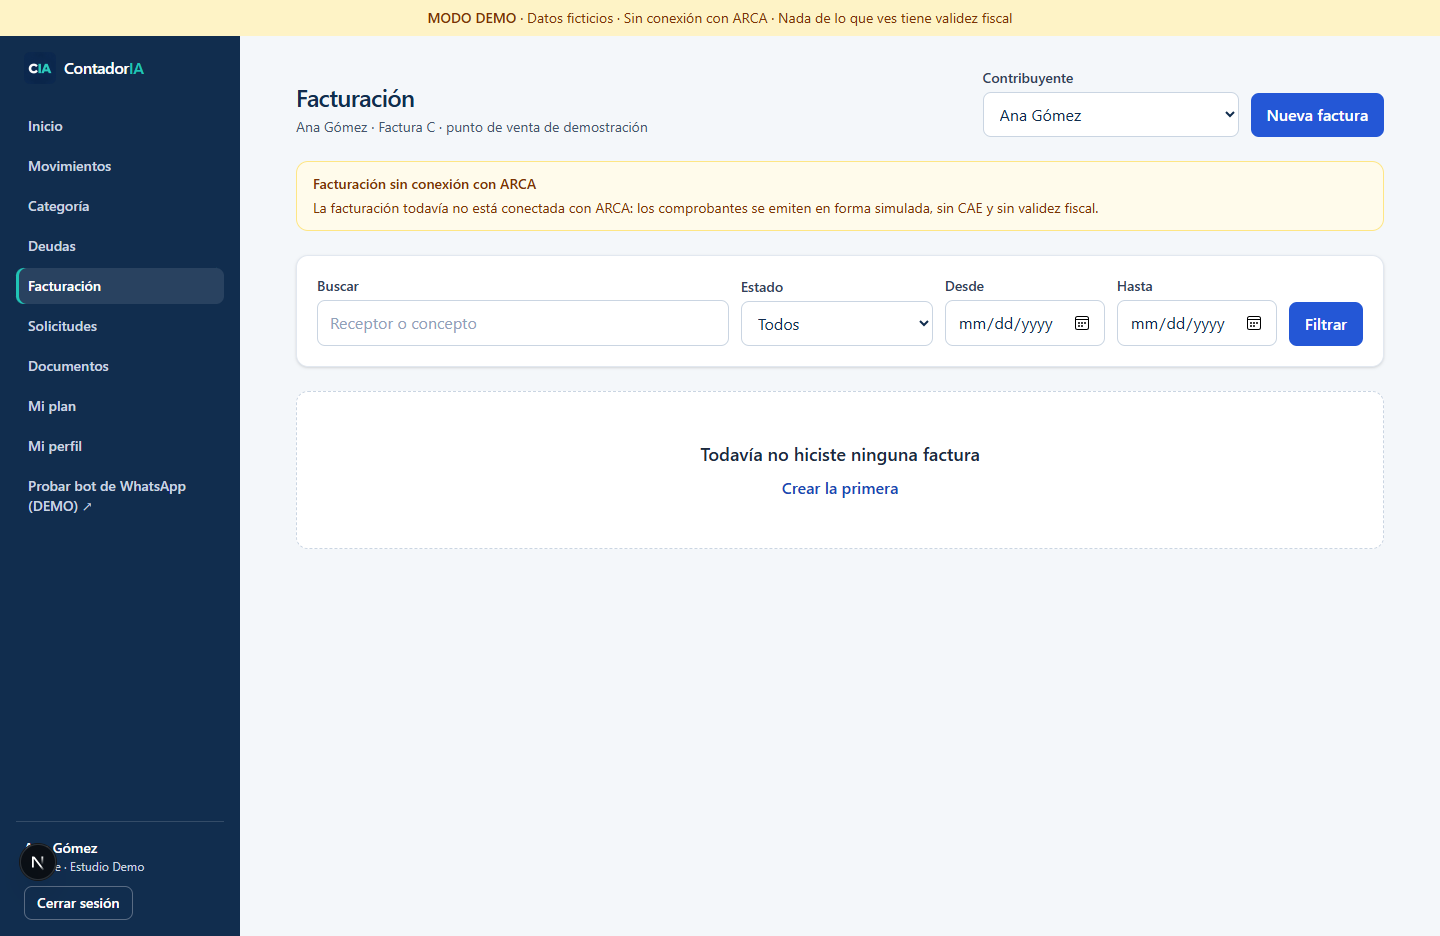 MODO DEMO · Datos ficticios · Sin conexión con ARCA · Nada de lo que ves tiene validez fiscal
CIA ContadorIA
Inicio
Movimientos
Categoría
Deudas
Facturación
Solicitudes
Documentos
Mi plan
Mi perfil
Probar bot de WhatsApp
(DEMO) ↗
Gómez
· Estudio Demo
N
Cerrar sesión
Facturación
Ana Gómez · Factura C · punto de venta de demostración
Contribuyente
Ana Gómez
Nueva factura
Facturación sin conexión con ARCA
La facturación todavía no está conectada con ARCA: los comprobantes se emiten en forma simulada, sin CAE y sin validez fiscal.
Buscar
Receptor o concepto
Estado
Todos
Desde
mm/dd/yyyy
Hasta
mm/dd/yyyy
Filtrar
Todavía no hiciste ninguna factura
Crear la primera